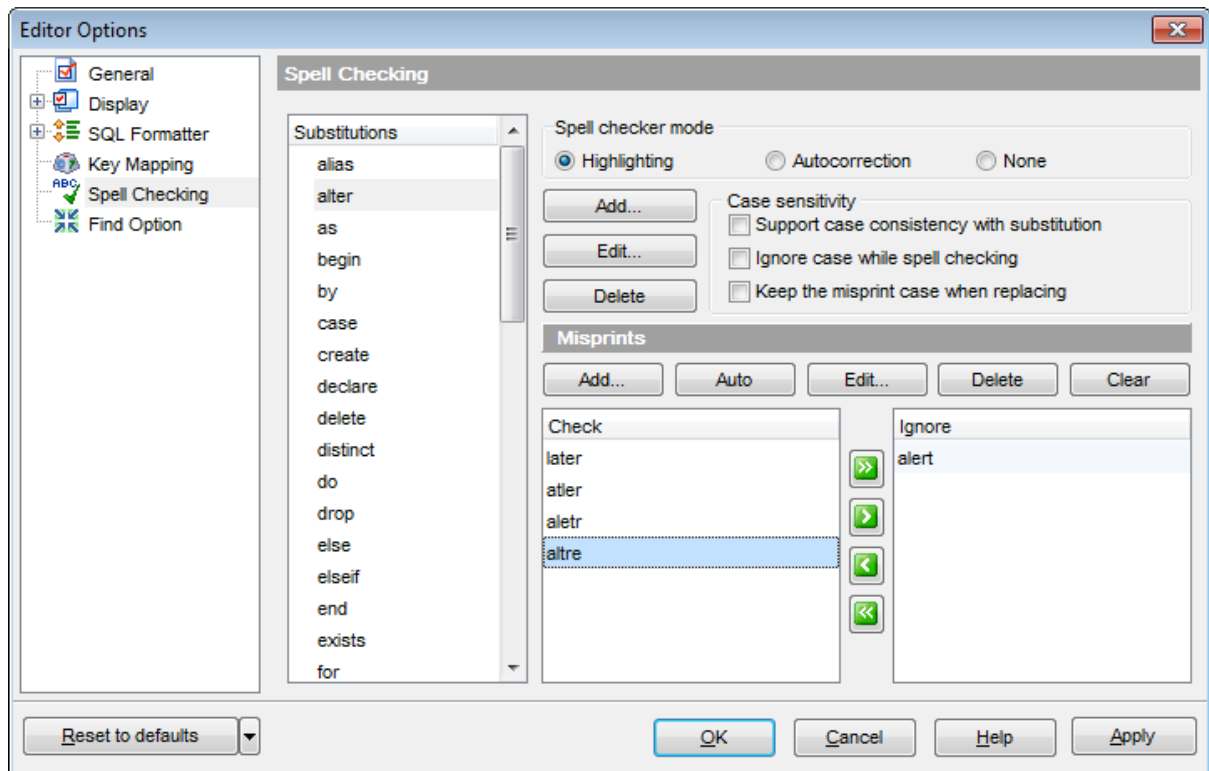 Editor Options
General
Display
SQL Formatter
Key Mapping
ABC
Spell Checking
Find Option
Spell Checking
Substitutions
alias
alter
as
begin
by
case
create
declare
delete
distinct
do
drop
else
elseif
end
exists
for
Spell checker mode
Highlighting Autocorrection None
Add...
Edit...
Delete
Case sensitivity
Support case consistency with substitution
Ignore case while spell checking
Keep the misprint case when replacing
Misprints
Add... Auto Edit... Delete Clear
Check
later
atler
aletr
altre
Ignore
alert
Reset to defaults OK Cancel Help Apply